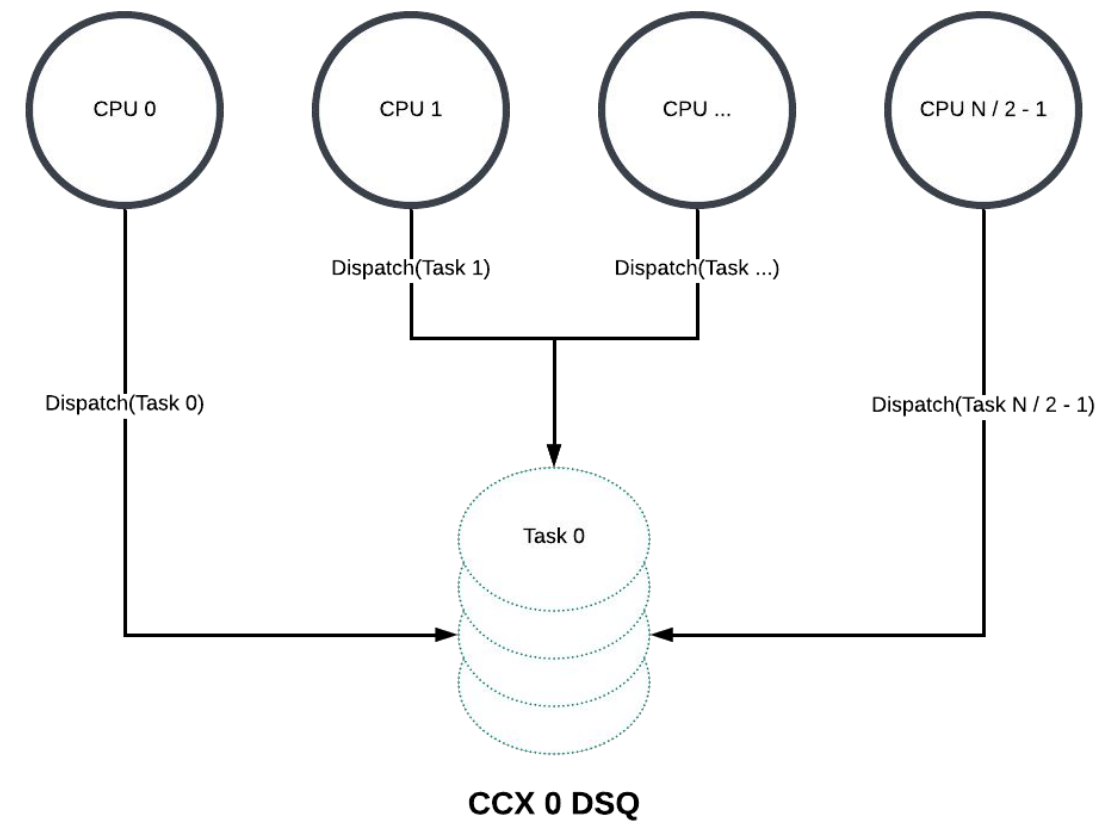 CPU 0
CPU 1
CPU ...
CPU N / 2 - 1
Dispatch(Task 1)
Dispatch(Task ...)
Dispatch(Task 0)
Dispatch(Task N / 2 - 1)
Task 0
CCX 0 DSQ